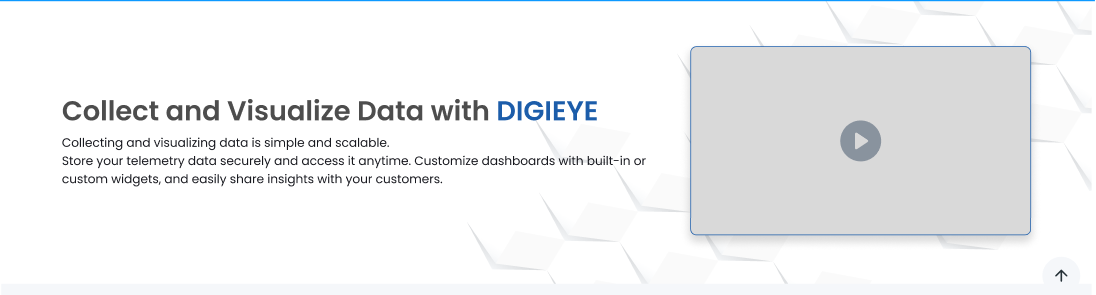 Collect and Visualize Data with DIGIEYE
Collecting and visualizing data is simple and scalable.
Store your telemetry data securely and access it anytime. Customize dashboards with built-in or
custom widgets, and easily share insights with your customers.